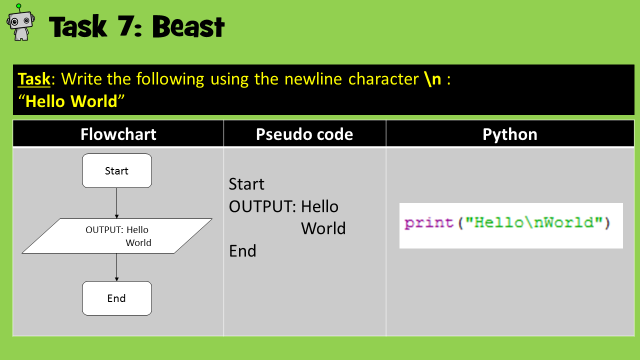 Task 7: Beast
Task: Write the following using the newline character \n :
“Hello World”
Flowchart
Pseudo code
Python
Start
OUTPUT: Hello
World
End
Start
OUTPUT: Hello
World
End
print("Hello\nWorld")